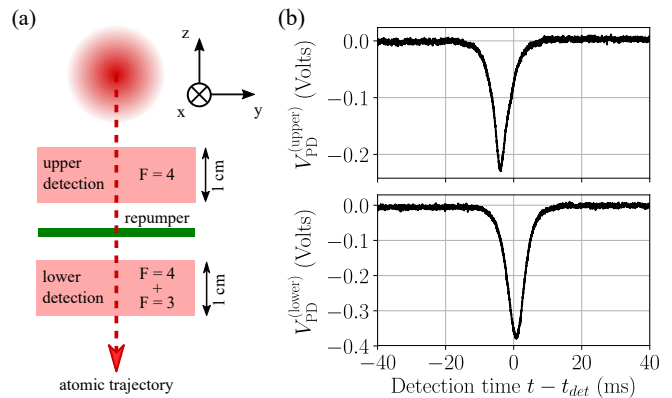 (a)
z
y
x
upper
detection
F = 4
1 cm
repumper
lower
detection
F = 4
+
F = 3
1 cm
atomic trajectory
(b)
V_PD^(upper) (Volts)
0.0
−0.1
−0.2
V_PD^(lower) (Volts)
0.0
−0.1
−0.2
−0.3
−0.4
−40 −20 0 20 40
Detection time t − t_det (ms)